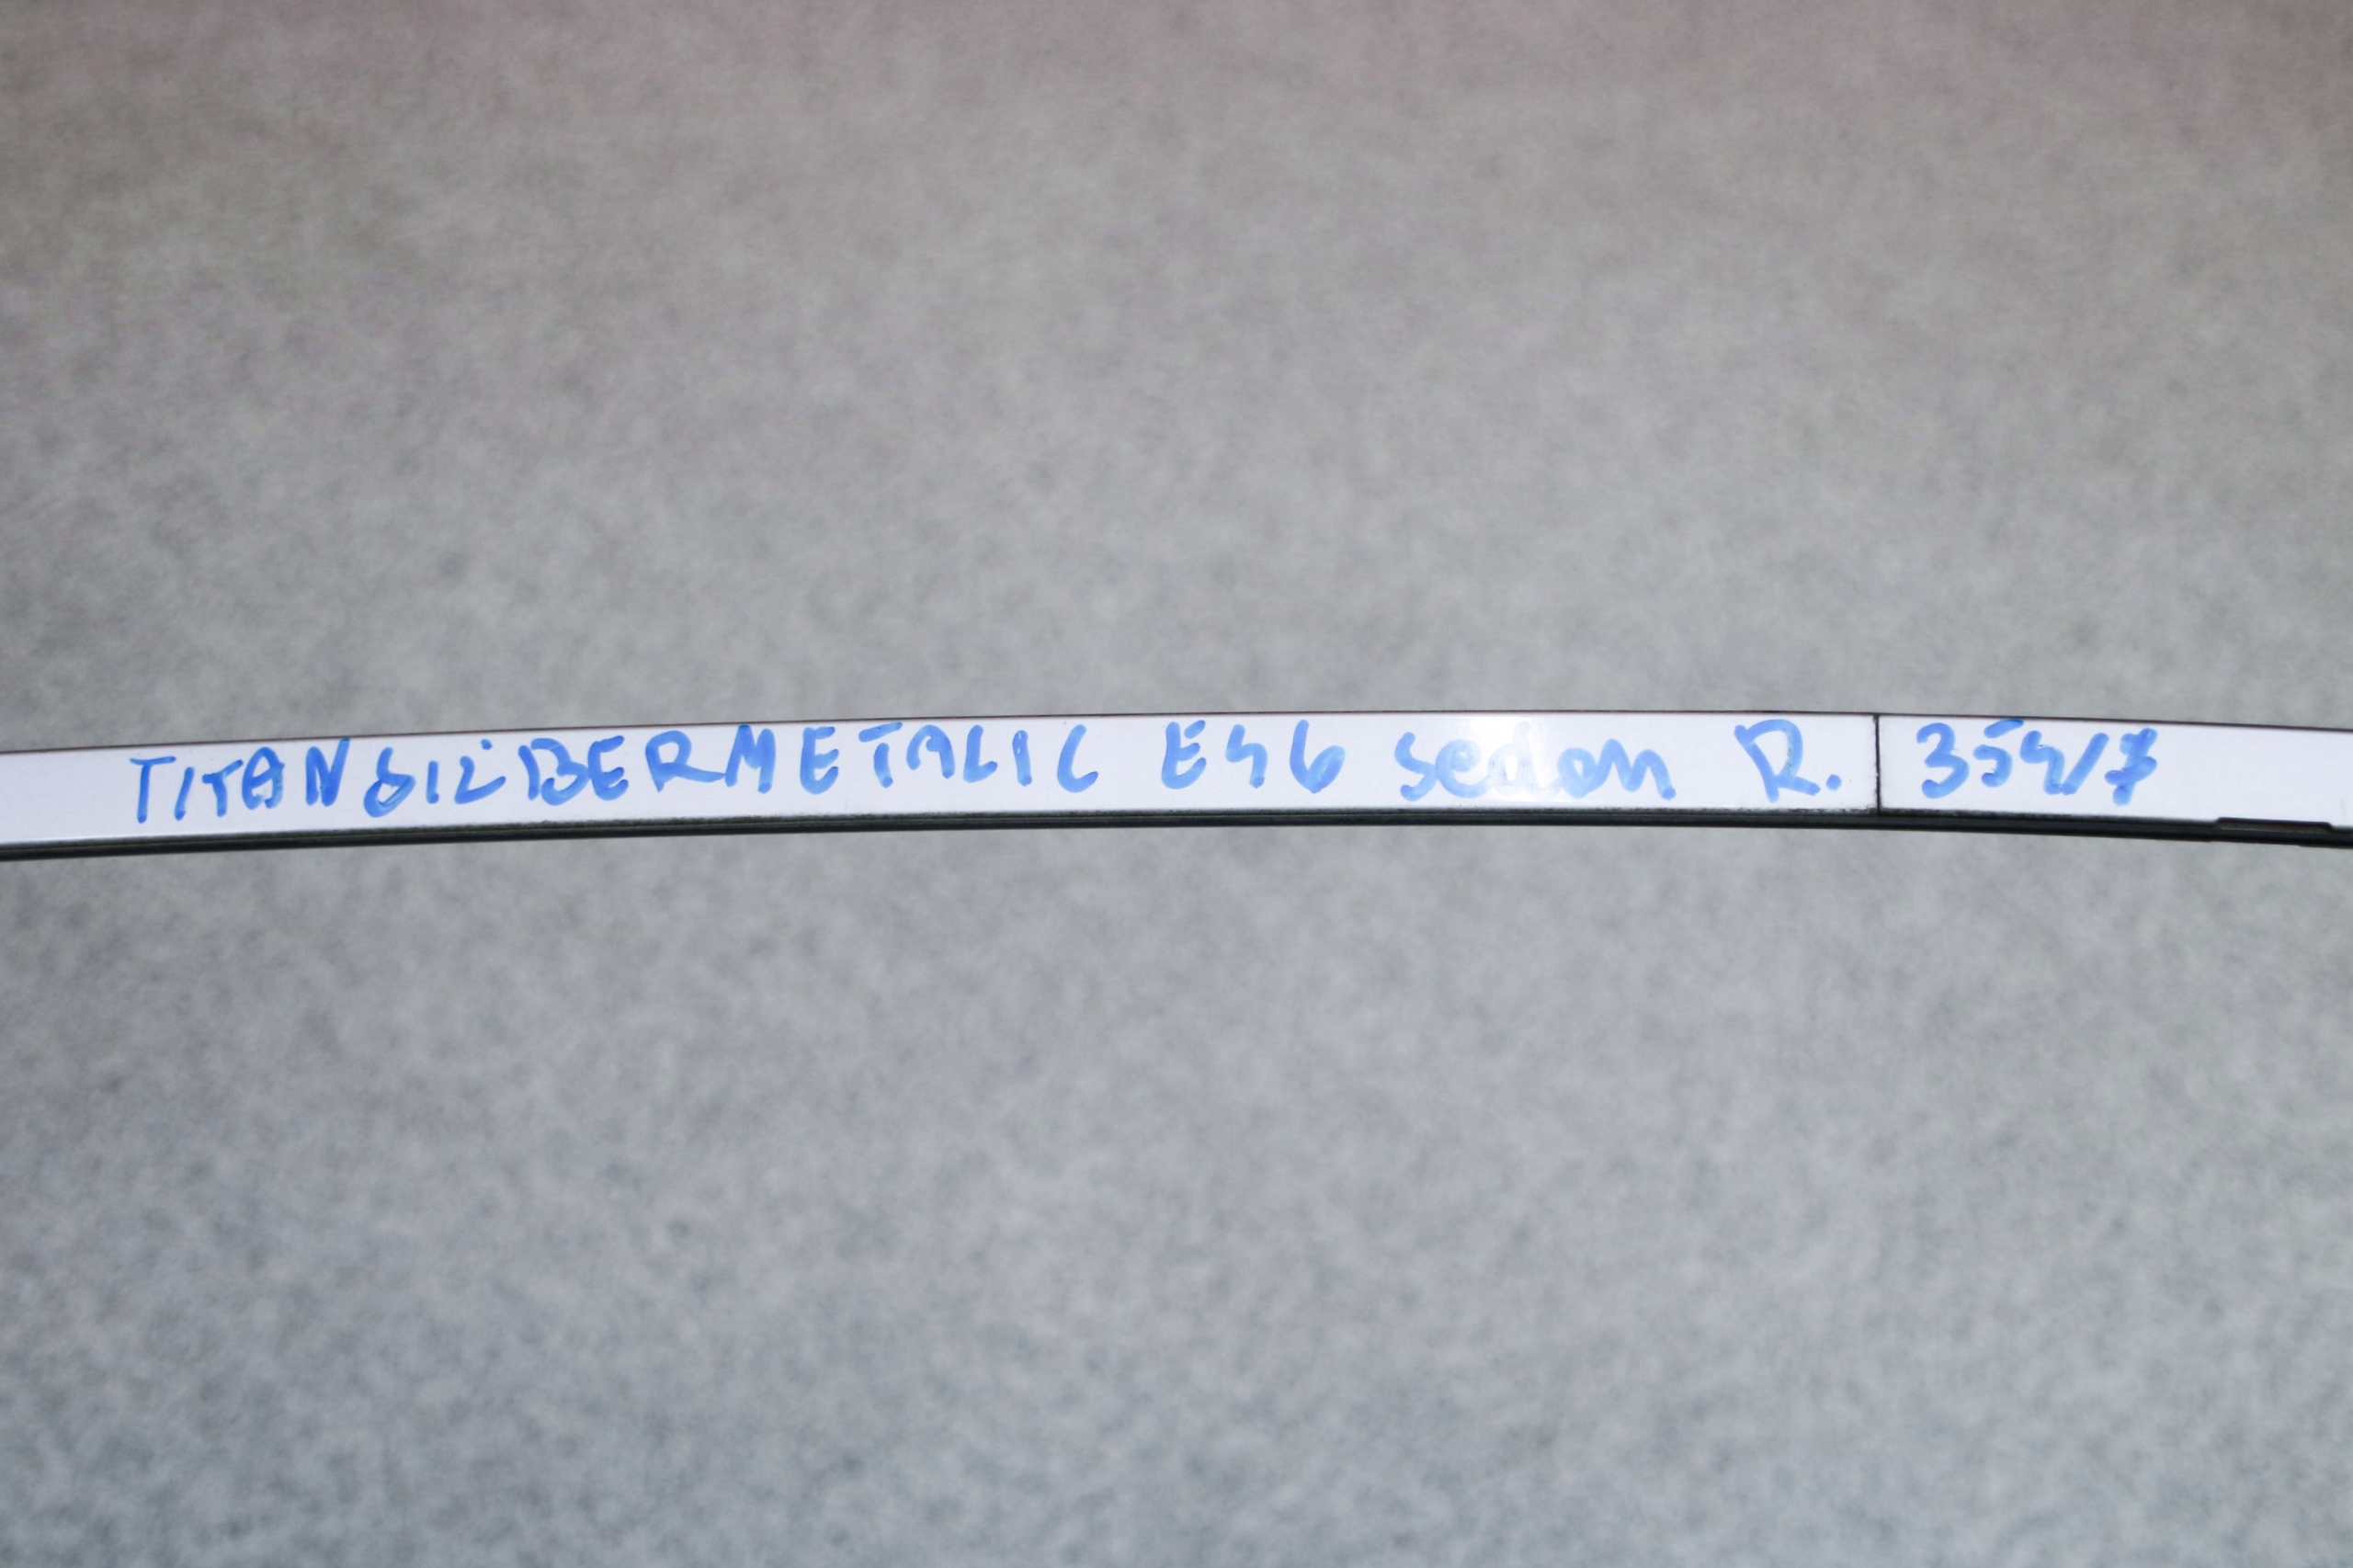 TITANSILBERMETALIC E46 sedan R. 354/7